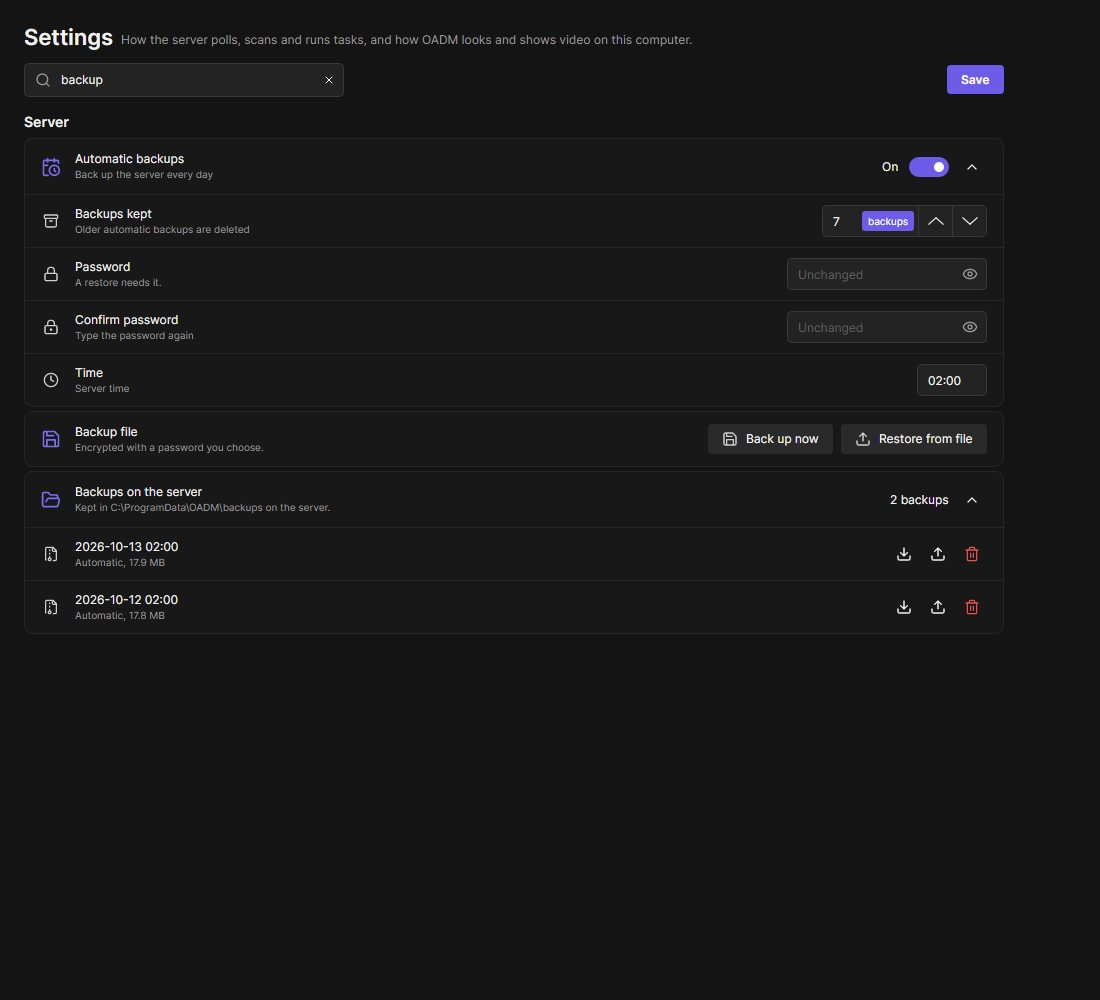 Settings How the server polls, scans and runs tasks, and how OADM looks and shows video on this computer.
backup
Save
Server
Automatic backups
Back up the server every day
On
Backups kept
Older automatic backups are deleted
7 backups
Password
A restore needs it.
Unchanged
Confirm password
Type the password again
Unchanged
Time
Server time
02:00
Backup file
Encrypted with a password you choose.
Back up now
Restore from file
Backups on the server
Kept in C:\ProgramData\OADM\backups on the server.
2 backups
2026-10-13 02:00
Automatic, 17.9 MB
2026-10-12 02:00
Automatic, 17.8 MB